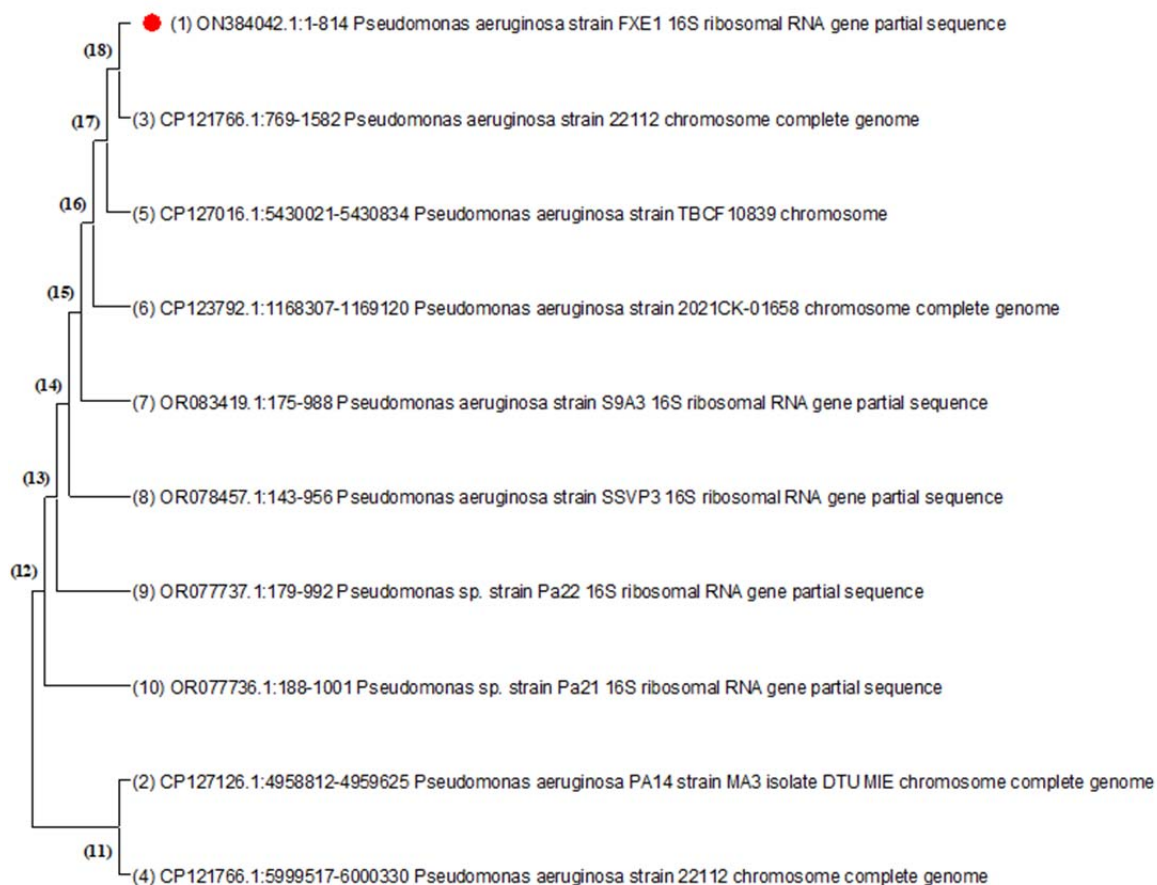 (1) ON384042.1:1-814 Pseudomonas aeruginosa strain FXE1 16S ribosomal RNA gene partial sequence
(18)
(3) CP121766.1:769-1582 Pseudomonas aeruginosa strain 22112 chromosome complete genome
(17)
(16)
(5) CP127016.1:5430021-5430834 Pseudomonas aeruginosa strain TBCF10839 chromosome
(15)
(6) CP123792.1:1168307-1169120 Pseudomonas aeruginosa strain 2021CK-01658 chromosome complete genome
(14)
(7) OR083419.1:175-988 Pseudomonas aeruginosa strain S9A3 16S ribosomal RNA gene partial sequence
(13)
(8) OR078457.1:143-956 Pseudomonas aeruginosa strain SSVP3 16S ribosomal RNA gene partial sequence
(12)
(9) OR077737.1:179-992 Pseudomonas sp. strain Pa22 16S ribosomal RNA gene partial sequence
(10) OR077736.1:188-1001 Pseudomonas sp. strain Pa21 16S ribosomal RNA gene partial sequence
(2) CP127126.1:4958812-4959625 Pseudomonas aeruginosa PA14 strain MA3 isolate DTU MIE chromosome complete genome
(11)
(4) CP121766.1:5999517-6000330 Pseudomonas aeruginosa strain 22112 chromosome complete genome